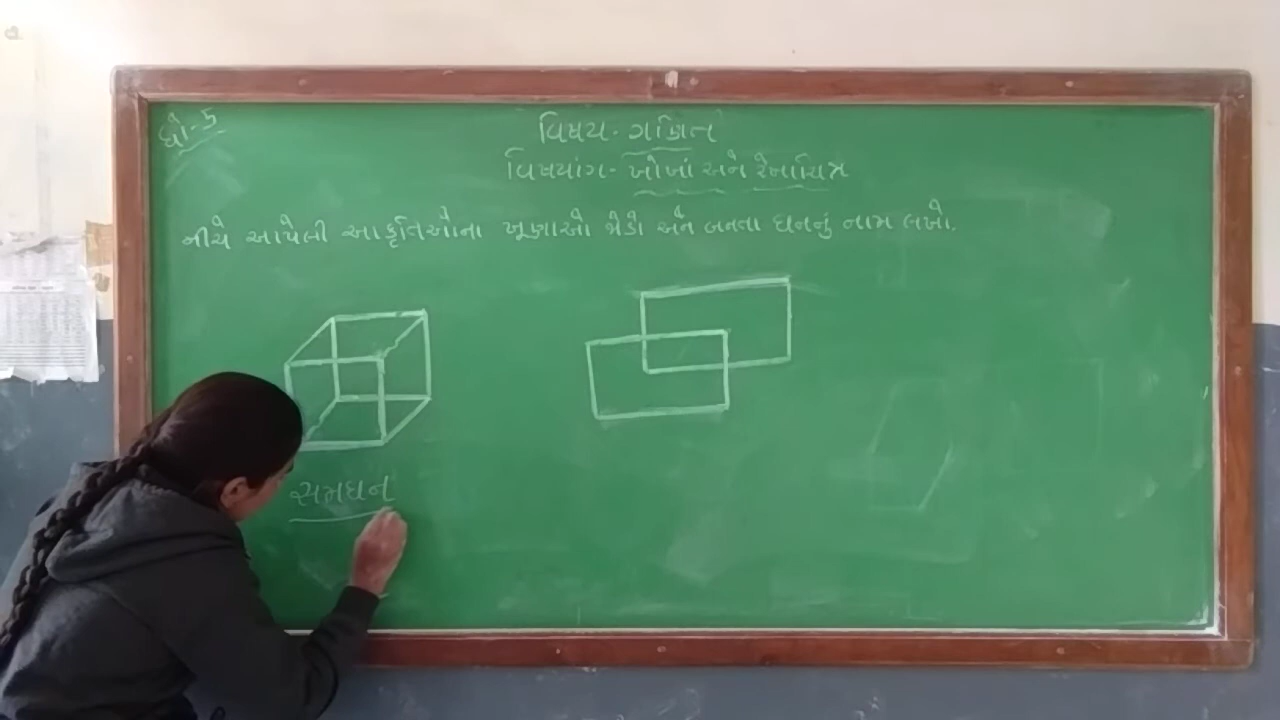 ધો-5
વિષય- ગણિત
વિષયાંગ- ખોખાં અને રેખાચિત્ર
નીચે આપેલી આકૃતિઓના ખૂણાઓ જોડો અને બનતા ઘનનું નામ લખો.
સમઘન